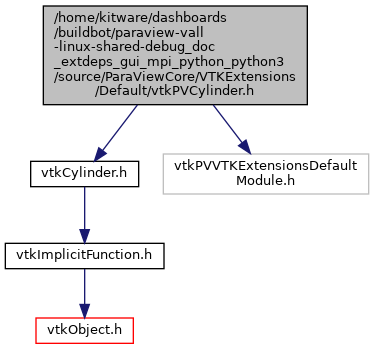 /home/kitware/dashboards
/buildbot/paraview-vall
-linux-shared-debug_doc
_extdeps_gui_mpi_python_python3
/source/ParaViewCore/VTKExtensions
/Default/vtkPVCylinder.h
vtkCylinder.h
vtkPVVTKExtensionsDefault
Module.h
vtkImplicitFunction.h
vtkObject.h